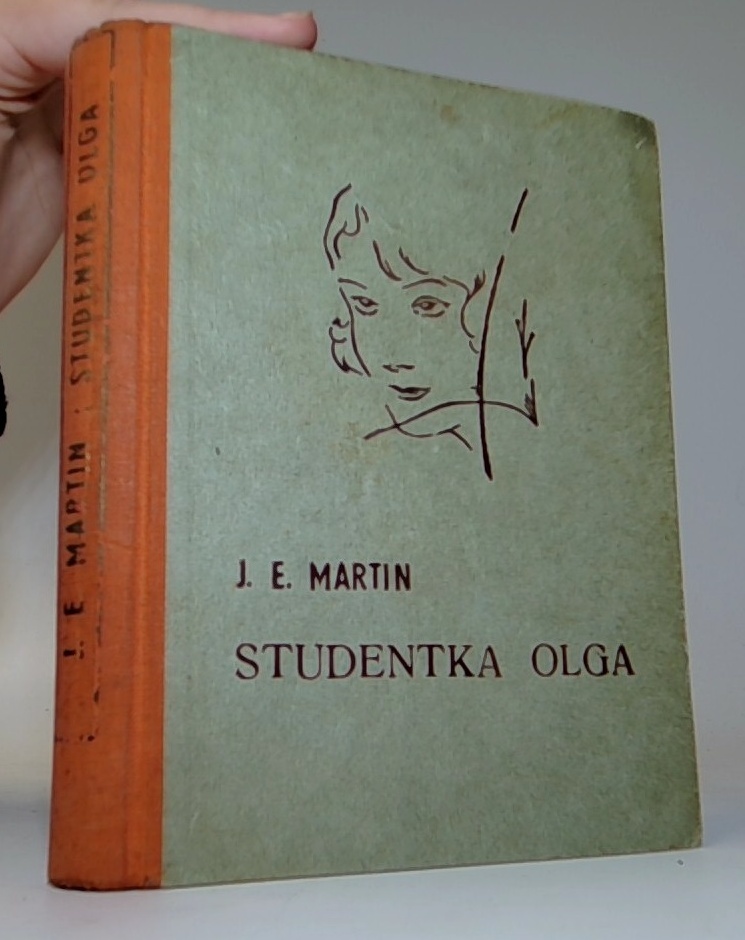 J. E. MARTIN
STUDENTKA OLGA
J. E MARTIN : STUDENTKA OLGA